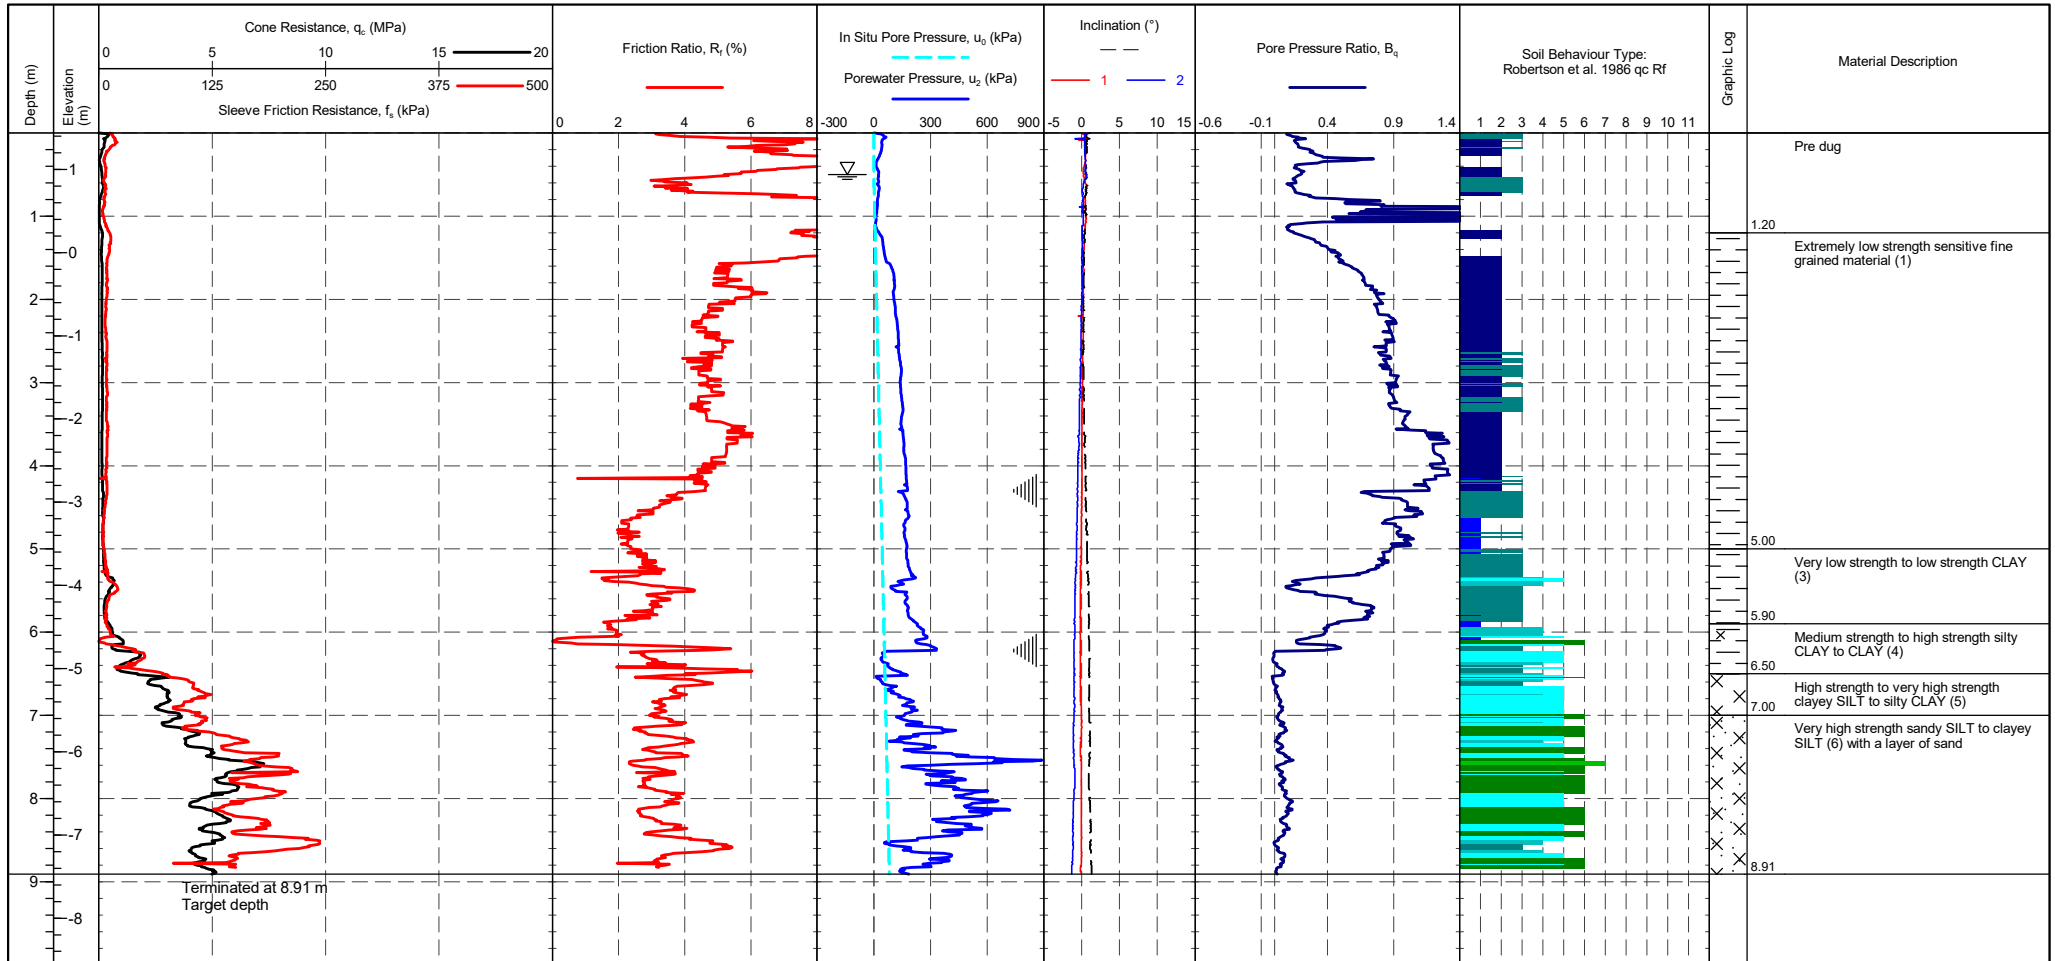 Depth (m)
Elevation (m)
Cone Resistance, qc (MPa)
0 5 10 15 20
0 125 250 375 500
Sleeve Friction Resistance, fs (kPa)
Friction Ratio, Rf (%)
0 2 4 6 8
In Situ Pore Pressure, u0 (kPa)
Porewater Pressure, u2 (kPa)
-300 0 300 600 900
Inclination (°)
1 2
-5 0 5 10 15
Pore Pressure Ratio, Bq
-0.6 -0.1 0.4 0.9 1.4
Soil Behaviour Type:
Robertson et al. 1986 qc Rf
1 2 3 4 5 6 7 8 9 10 11
Graphic Log
Material Description
1
2
3
4
5
6
7
8
9
1
0
-1
-2
-3
-4
-5
-6
-7
-8
Pre dug
1.20
Extremely low strength sensitive fine
grained material (1)
5.00
Very low strength to low strength CLAY
(3)
5.90
Medium strength to high strength silty
CLAY to CLAY (4)
6.50
High strength to very high strength
clayey SILT to silty CLAY (5)
7.00
Very high strength sandy SILT to clayey
SILT (6) with a layer of sand
8.91
Terminated at 8.91 m
Target depth